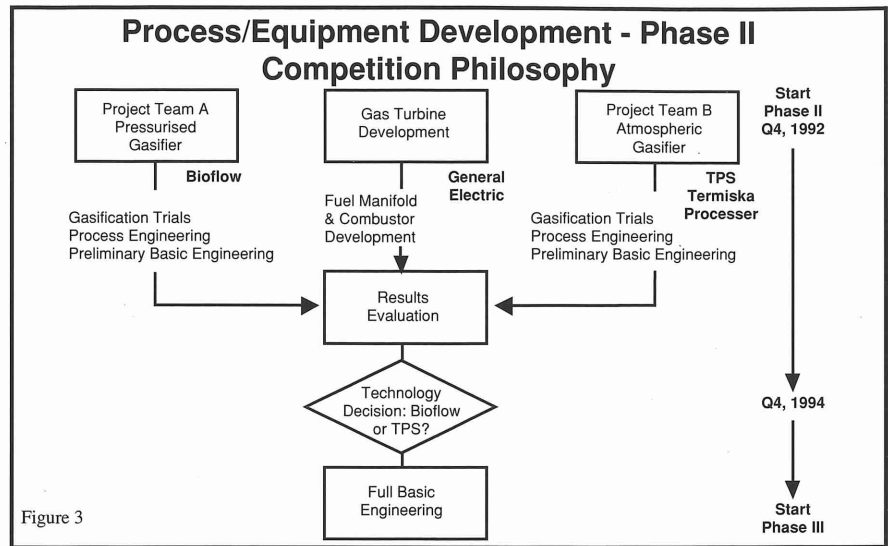 Process/Equipment Development - Phase II
Competition Philosophy
Project Team A
Pressurised
Gasifier
Bioflow
Gasification Trials
Process Engineering
Preliminary Basic Engineering
Gas Turbine
Development
General
Electric
Fuel Manifold
& Combustor
Development
Project Team B
Atmospheric
Gasifier
TPS
Termiska
Processer
Gasification Trials
Process Engineering
Preliminary Basic Engineering
Start
Phase II
Q4, 1992
Results
Evaluation
Technology
Decision: Bioflow
or TPS?
Q4, 1994
Full Basic
Engineering
Start
Phase III
Figure 3